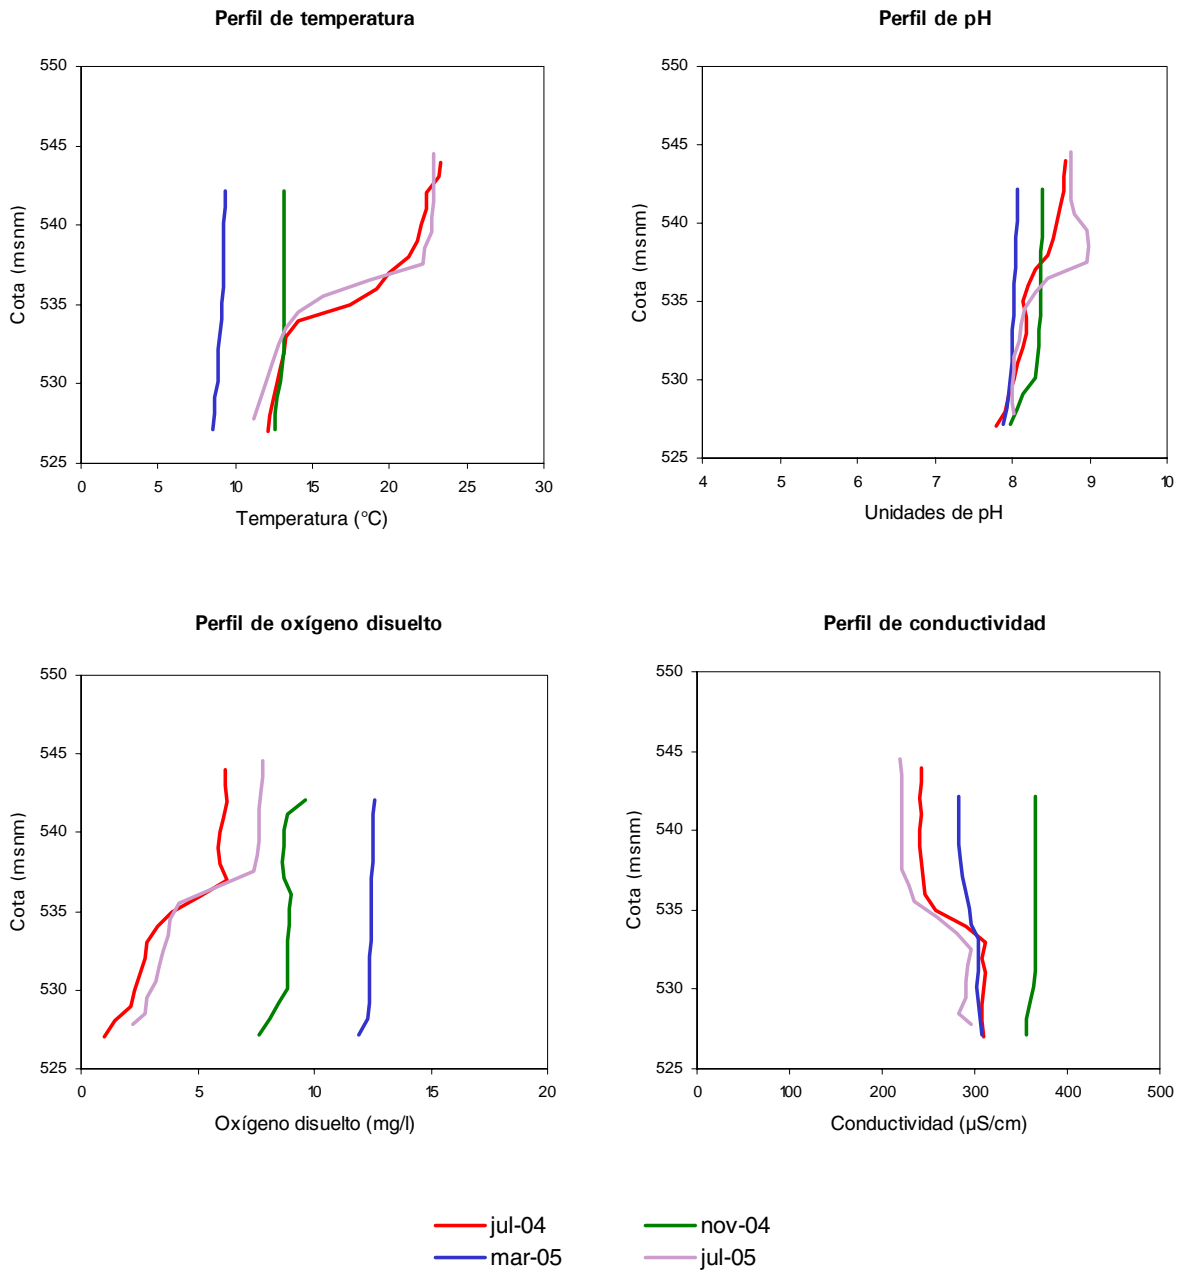 Perfil de temperatura
550
545
540
535
530
525
Cota (msnm)
0 5 10 15 20 25 30
Temperatura (°C)
Perfil de pH
550
545
540
535
530
525
Cota (msnm)
4 5 6 7 8 9 10
Unidades de pH
Perfil de oxígeno disuelto
550
545
540
535
530
525
Cota (msnm)
0 5 10 15 20
Oxígeno disuelto (mg/l)
Perfil de conductividad
550
545
540
535
530
525
Cota (msnm)
0 100 200 300 400 500
Conductividad (µS/cm)
jul-04 nov-04
mar-05 jul-05